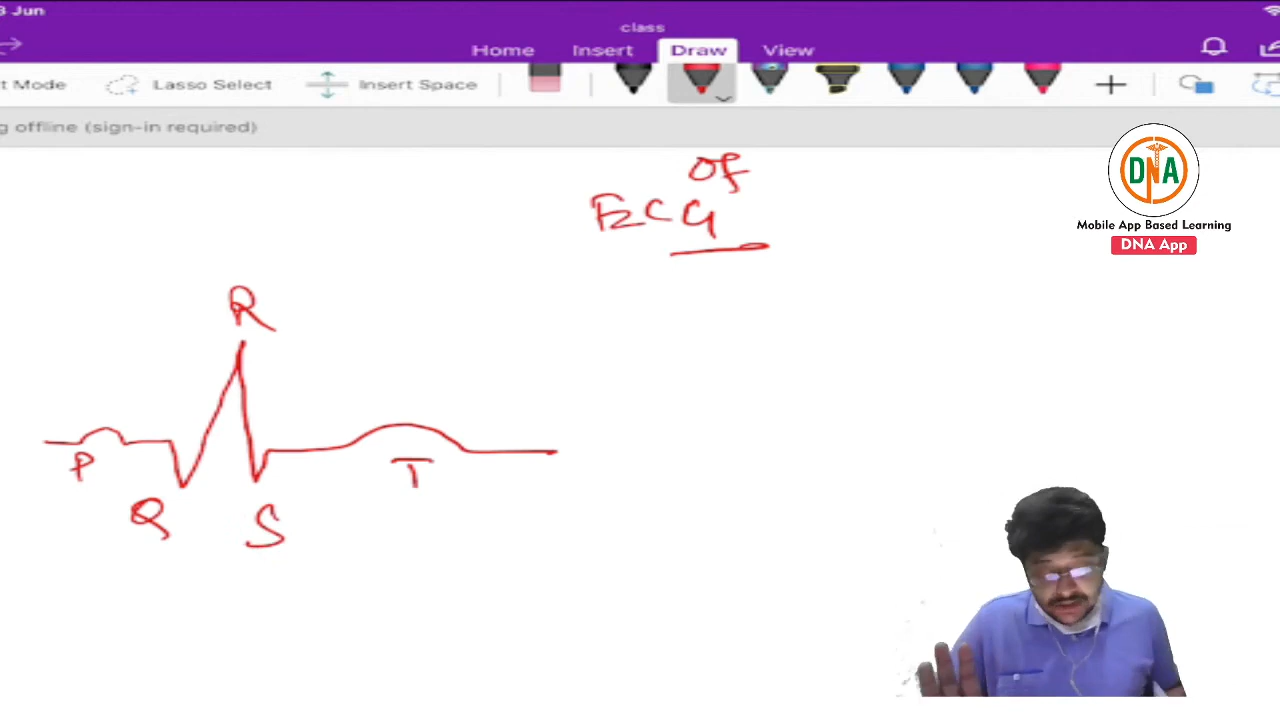 3 Jun
class
Home Insert Draw View
t Mode Lasso Select Insert Space
g offline (sign-in required)
DNA
Mobile App Based Learning
DNA App
of
ECG
R
P
T
Q
S